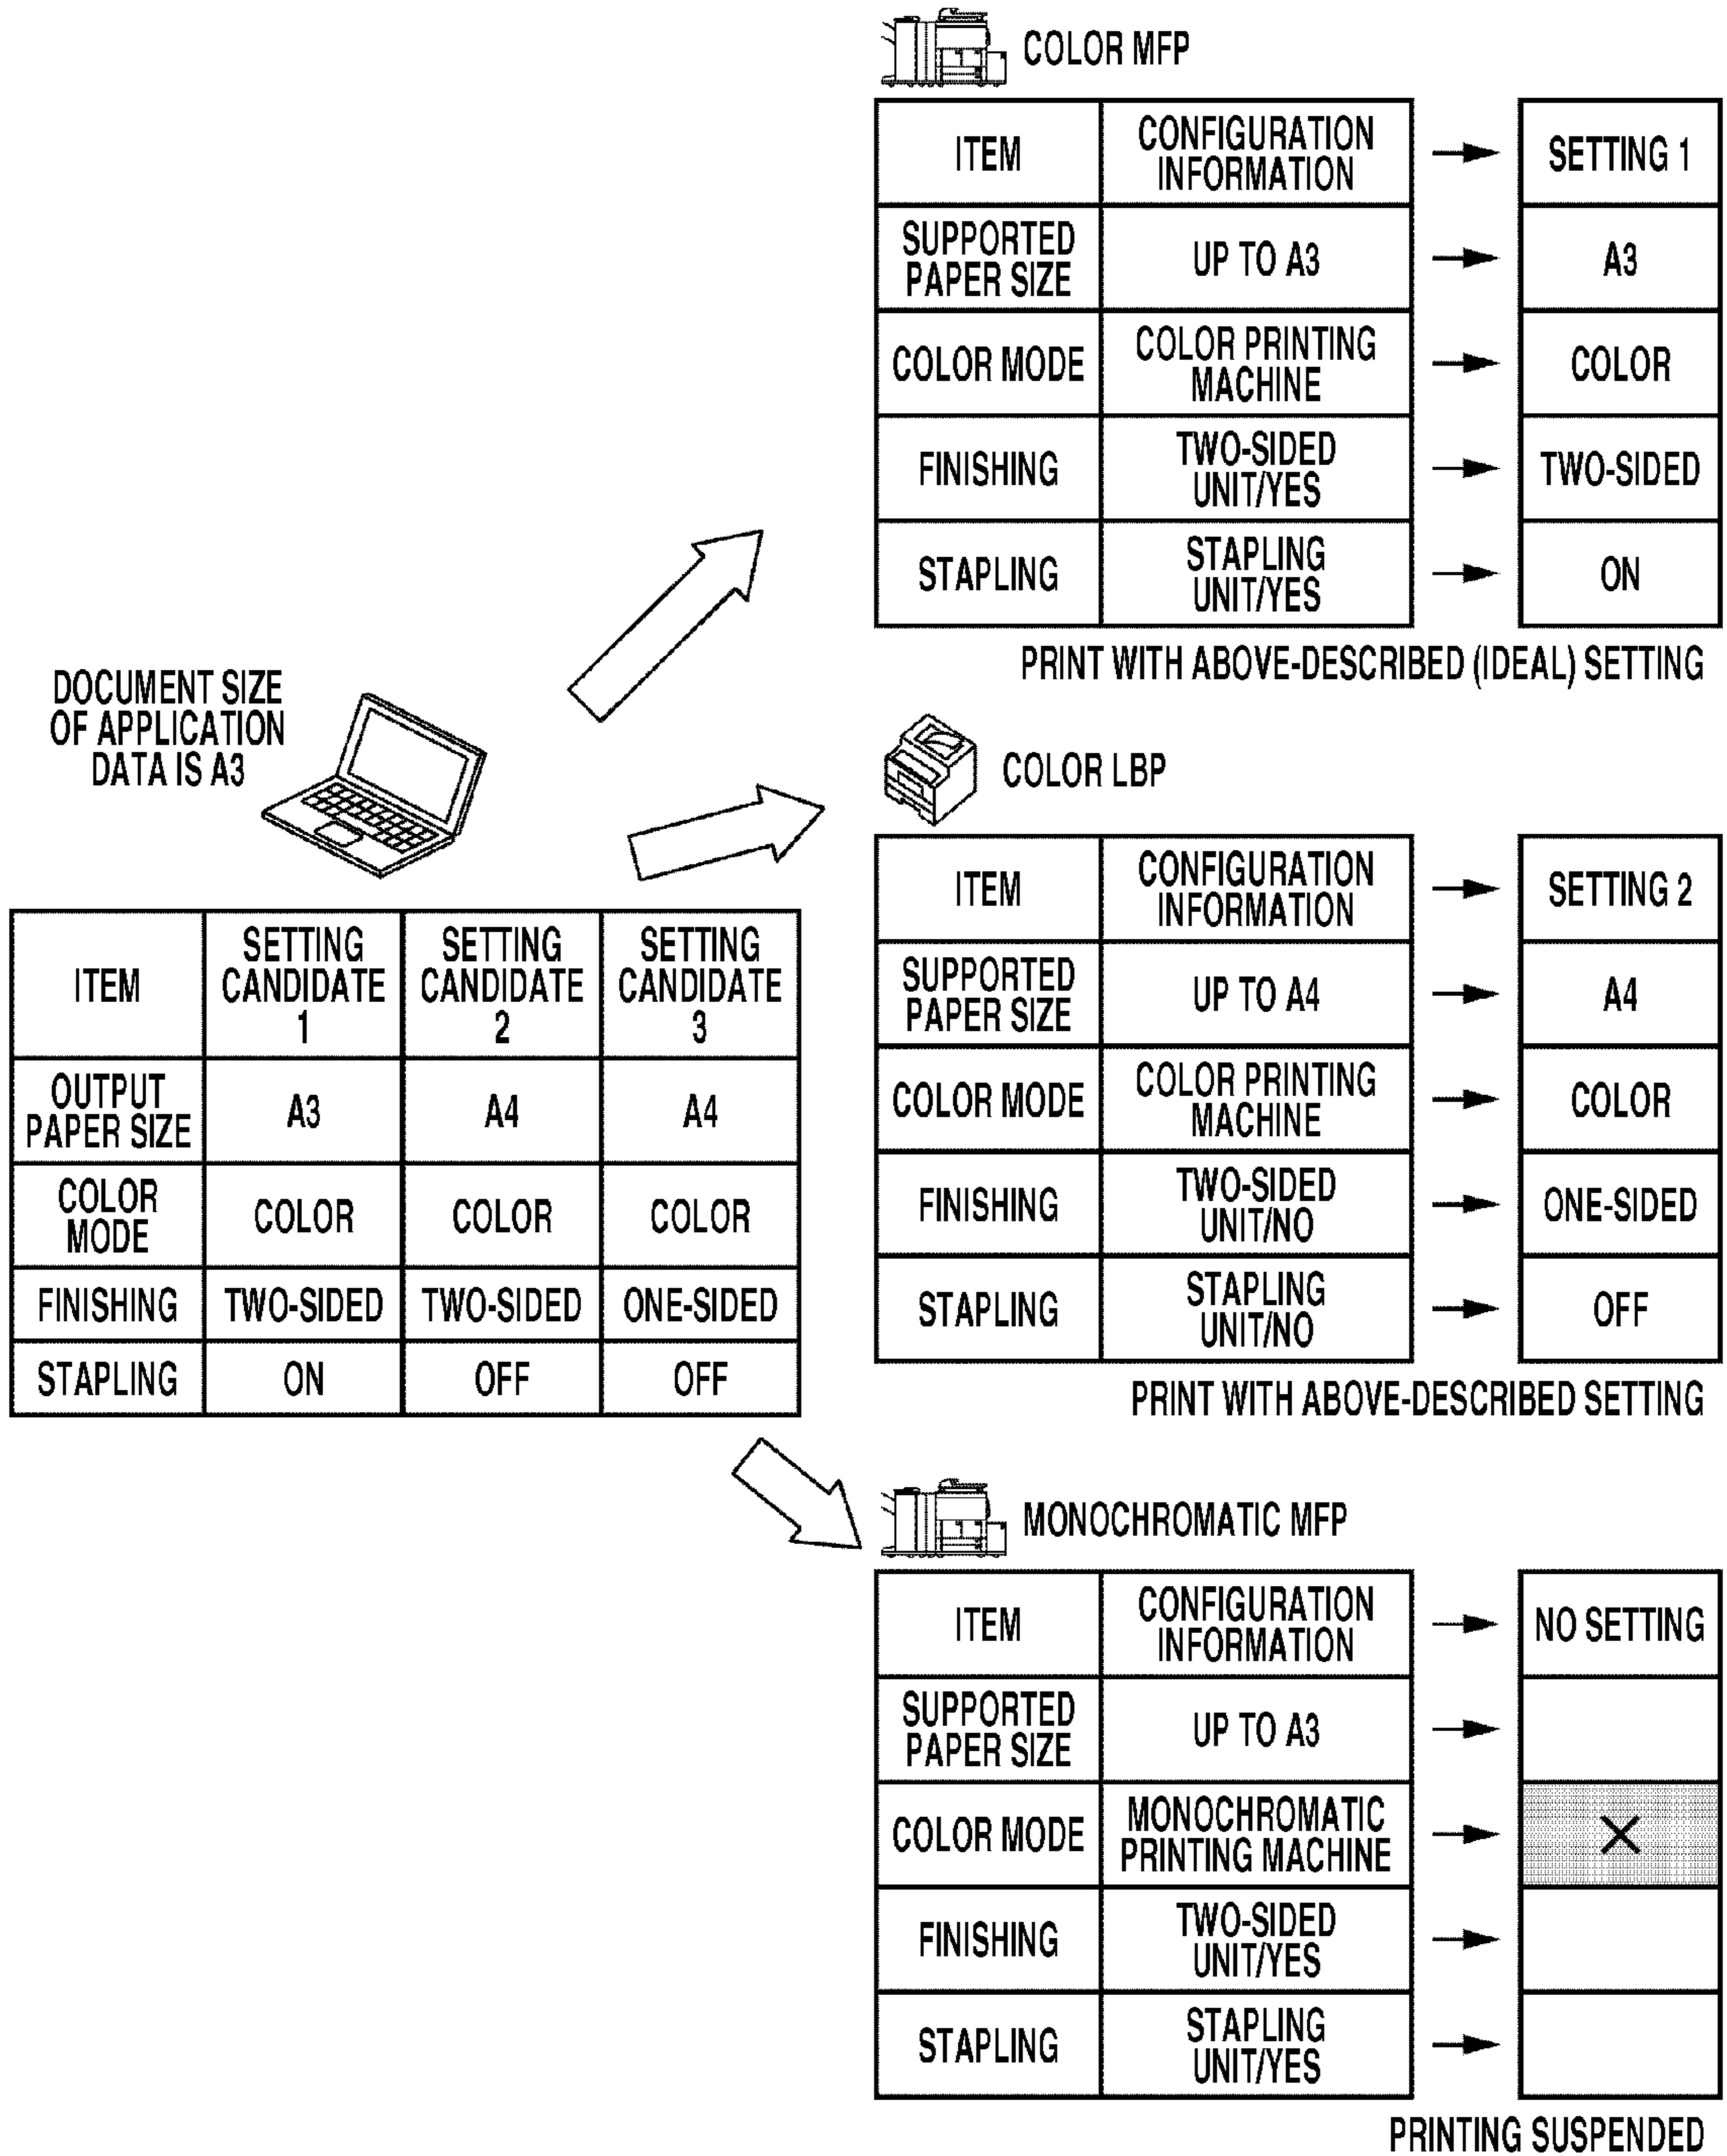 COLOR MFP
ITEM
CONFIGURATION
INFORMATION
SETTING 1
SUPPORTED
PAPER SIZE
UP TO A3
A3
COLOR MODE
COLOR PRINTING
MACHINE
COLOR
FINISHING
TWO-SIDED
UNIT/YES
TWO-SIDED
STAPLING
STAPLING
UNIT/YES
ON
PRINT WITH ABOVE-DESCRIBED (IDEAL) SETTING
DOCUMENT SIZE
OF APPLICATION
DATA IS A3
ITEM
SETTING
CANDIDATE
1
SETTING
CANDIDATE
2
SETTING
CANDIDATE
3
OUTPUT
PAPER SIZE
A3
A4
A4
COLOR
MODE
COLOR
COLOR
COLOR
FINISHING
TWO-SIDED
TWO-SIDED
ONE-SIDED
STAPLING
ON
OFF
OFF
COLOR LBP
ITEM
CONFIGURATION
INFORMATION
SETTING 2
SUPPORTED
PAPER SIZE
UP TO A4
A4
COLOR MODE
COLOR PRINTING
MACHINE
COLOR
FINISHING
TWO-SIDED
UNIT/NO
ONE-SIDED
STAPLING
STAPLING
UNIT/NO
OFF
PRINT WITH ABOVE-DESCRIBED SETTING
MONOCHROMATIC MFP
ITEM
CONFIGURATION
INFORMATION
NO SETTING
SUPPORTED
PAPER SIZE
UP TO A3
COLOR MODE
MONOCHROMATIC
PRINTING MACHINE
×
FINISHING
TWO-SIDED
UNIT/YES
STAPLING
STAPLING
UNIT/YES
PRINTING SUSPENDED